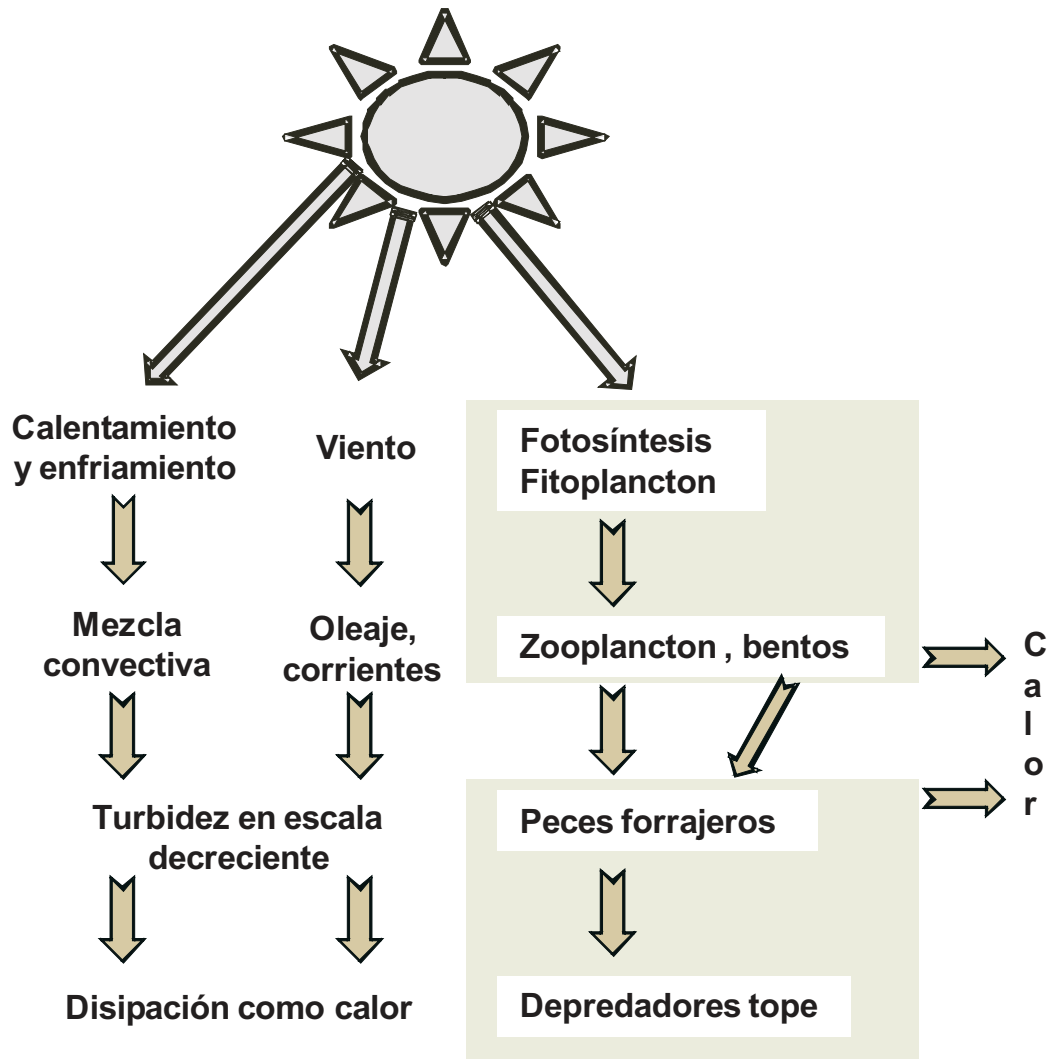 Calentamiento
y enfriamiento
Viento
Fotosíntesis
Fitoplancton
Mezcla
convectiva
Oleaje,
corrientes
Zooplancton , bentos
Calor
Turbidez en escala
decreciente
Peces forrajeros
Disipación como calor
Depredadores tope